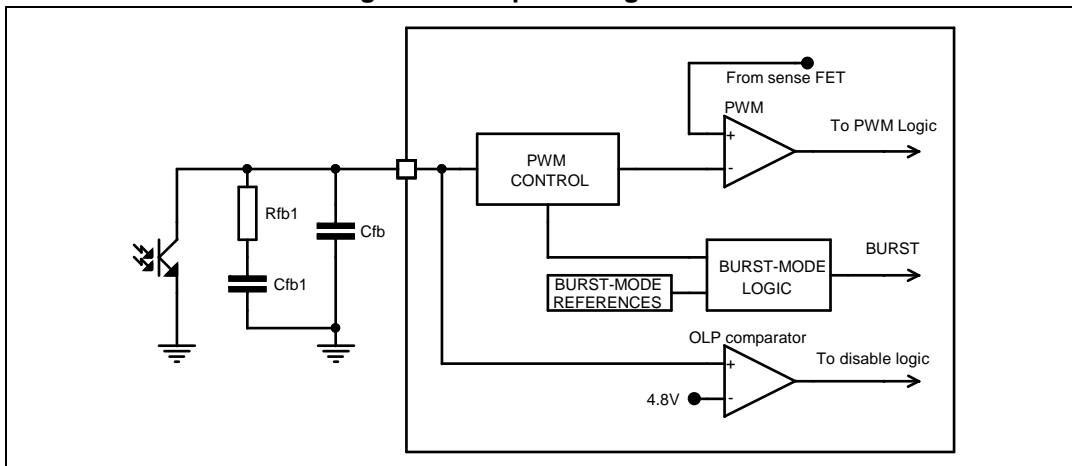 From sense FET
PWM
To PWM Logic
+
-
PWM
CONTROL
Rfb1
Cfb
Cfb1
BURST
BURST-MODE
LOGIC
BURST-MODE
REFERENCES
OLP comparator
To disable logic
+
4.8V
-